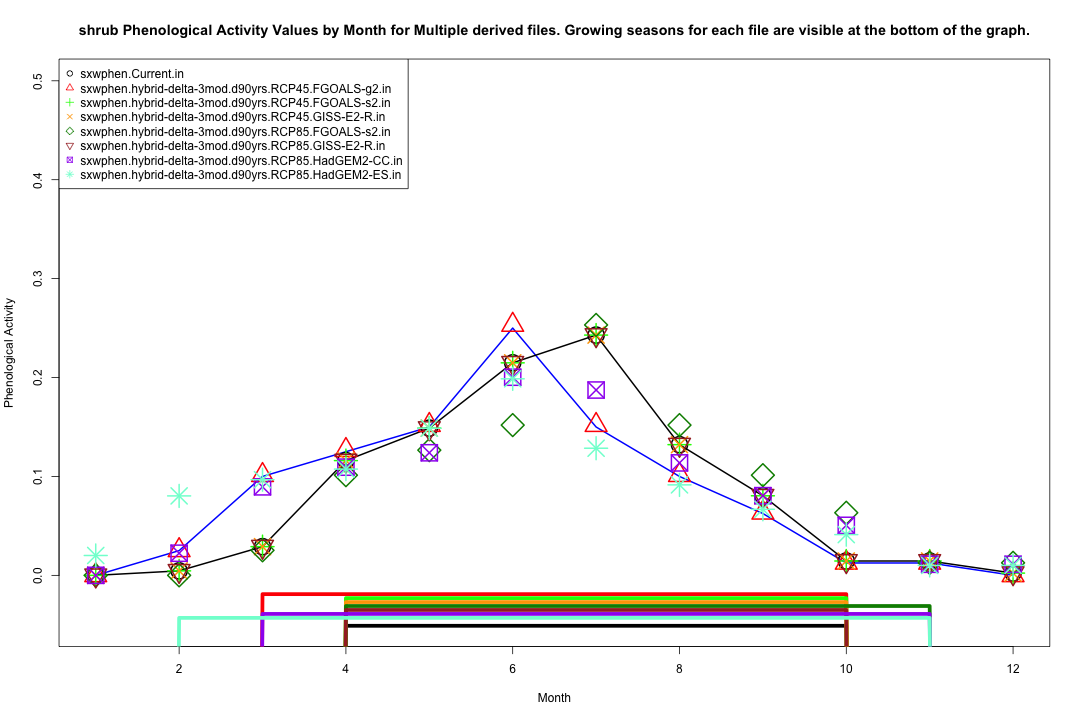 shrub Phenological Activity Values by Month for Multiple derived files. Growing seasons for each file are visible at the bottom of the graph.
sxwphen.Current.in
sxwphen.hybrid-delta-3mod.d90yrs.RCP45.FGOALS-g2.in
sxwphen.hybrid-delta-3mod.d90yrs.RCP45.FGOALS-s2.in
sxwphen.hybrid-delta-3mod.d90yrs.RCP45.GISS-E2-R.in
sxwphen.hybrid-delta-3mod.d90yrs.RCP85.FGOALS-s2.in
sxwphen.hybrid-delta-3mod.d90yrs.RCP85.GISS-E2-R.in
sxwphen.hybrid-delta-3mod.d90yrs.RCP85.HadGEM2-CC.in
sxwphen.hybrid-delta-3mod.d90yrs.RCP85.HadGEM2-ES.in
0.5
0.4
0.3
0.2
0.1
0.0
Phenological Activity
2 4 6 8 10 12
Month